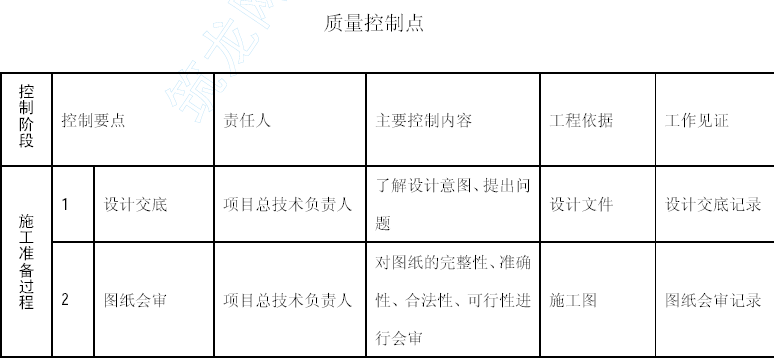 质量控制点
筑龙网
控制阶段
控制要点
责任人
主要控制内容
工程依据
工作见证
施工准备过程
1
设计交底
项目总技术负责人
了解设计意图、提出问
题
设计文件
设计交底记录
2
图纸会审
项目总技术负责人
对图纸的完整性、准确
性、合法性、可行性进
行会审
施工图
图纸会审记录